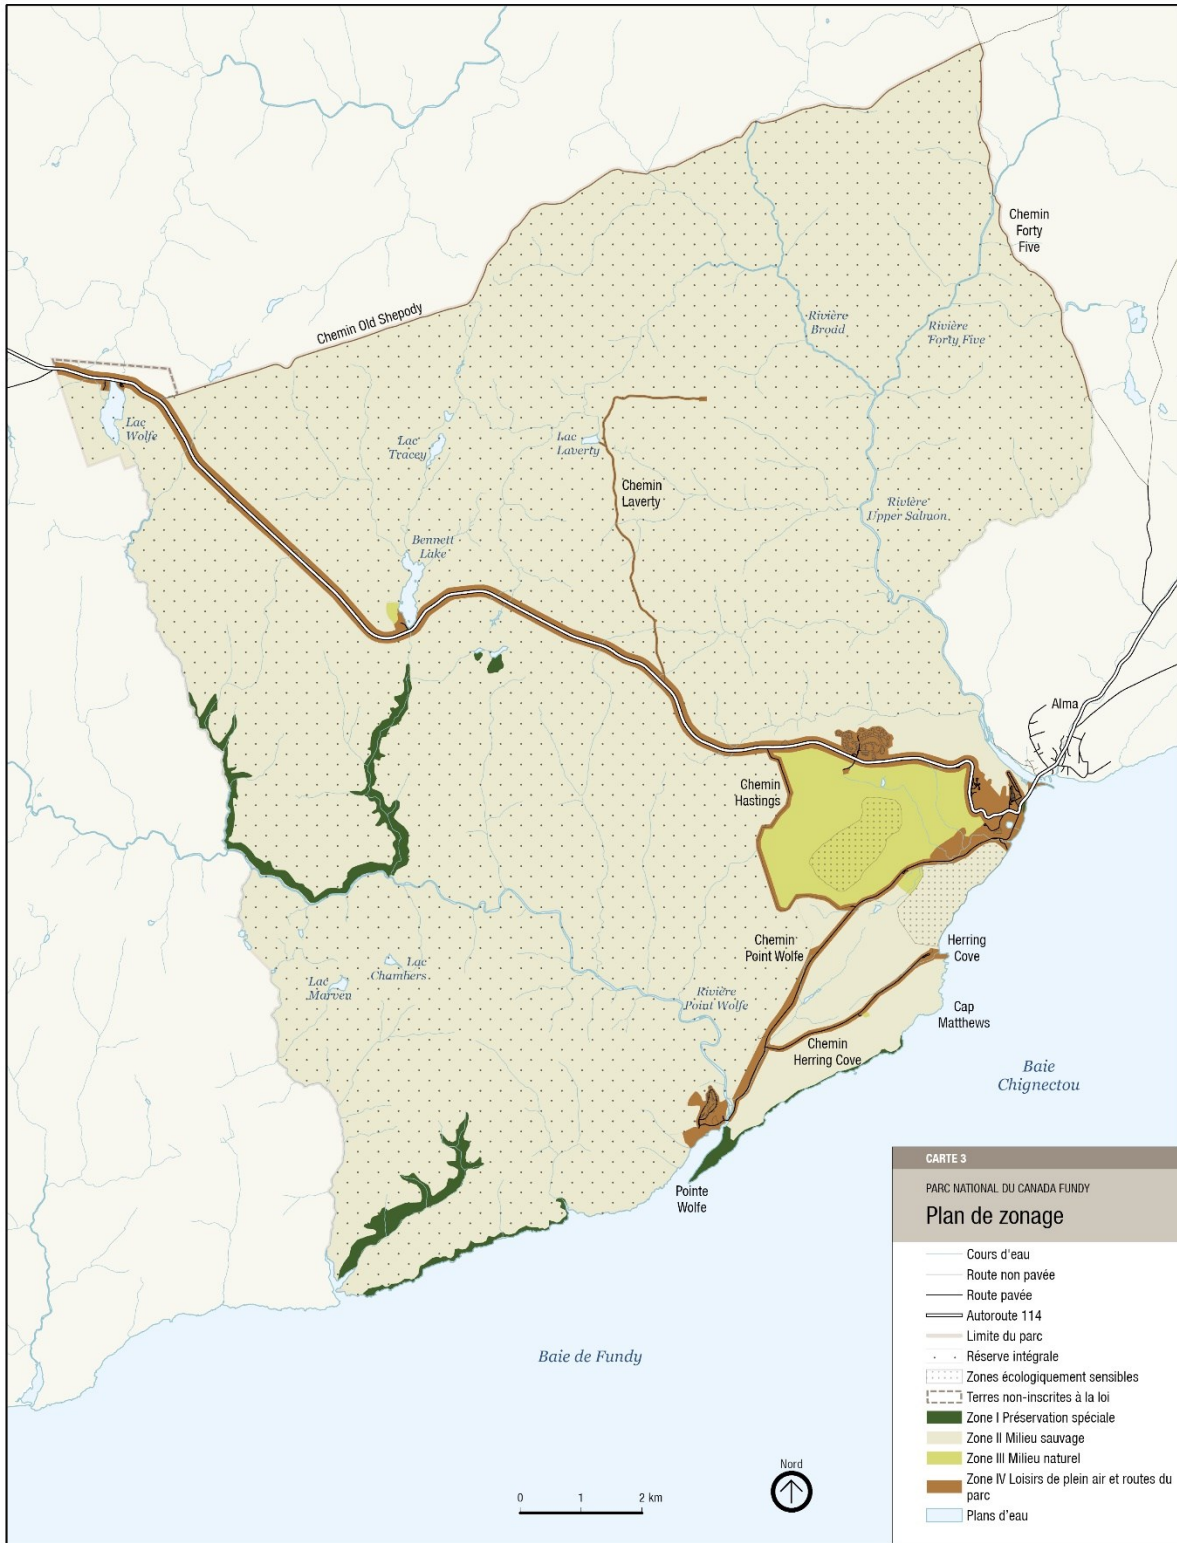 Chemin
Forty
Five
Rivière
Broad
Rivière
Forty Five
Chemin Old Shepody
Lac
Wolfe
Lac
Tracey
Lac
Laverty
Chemin
Laverty
Rivière
Upper Salmon
Bennett
Lake
Alma
Chemin
Hastings
Chemin
Point Wolfe
Herring
Cove
Lac
Chambers
Lac
Marven
Rivière
Point Wolfe
Cap
Matthews
Chemin
Herring Cove
Baie
Chignectou
Pointe
Wolfe
Baie de Fundy
Nord
0 1 2 km
CARTE 3
PARC NATIONAL DU CANADA FUNDY
Plan de zonage
Cours d'eau
Route non pavée
Route pavée
Autoroute 114
Limite du parc
Réserve intégrale
Zones écologiquement sensibles
Terres non-inscrites à la loi
Zone I Préservation spéciale
Zone II Milieu sauvage
Zone III Milieu naturel
Zone IV Loisirs de plein air et routes du
parc
Plans d'eau